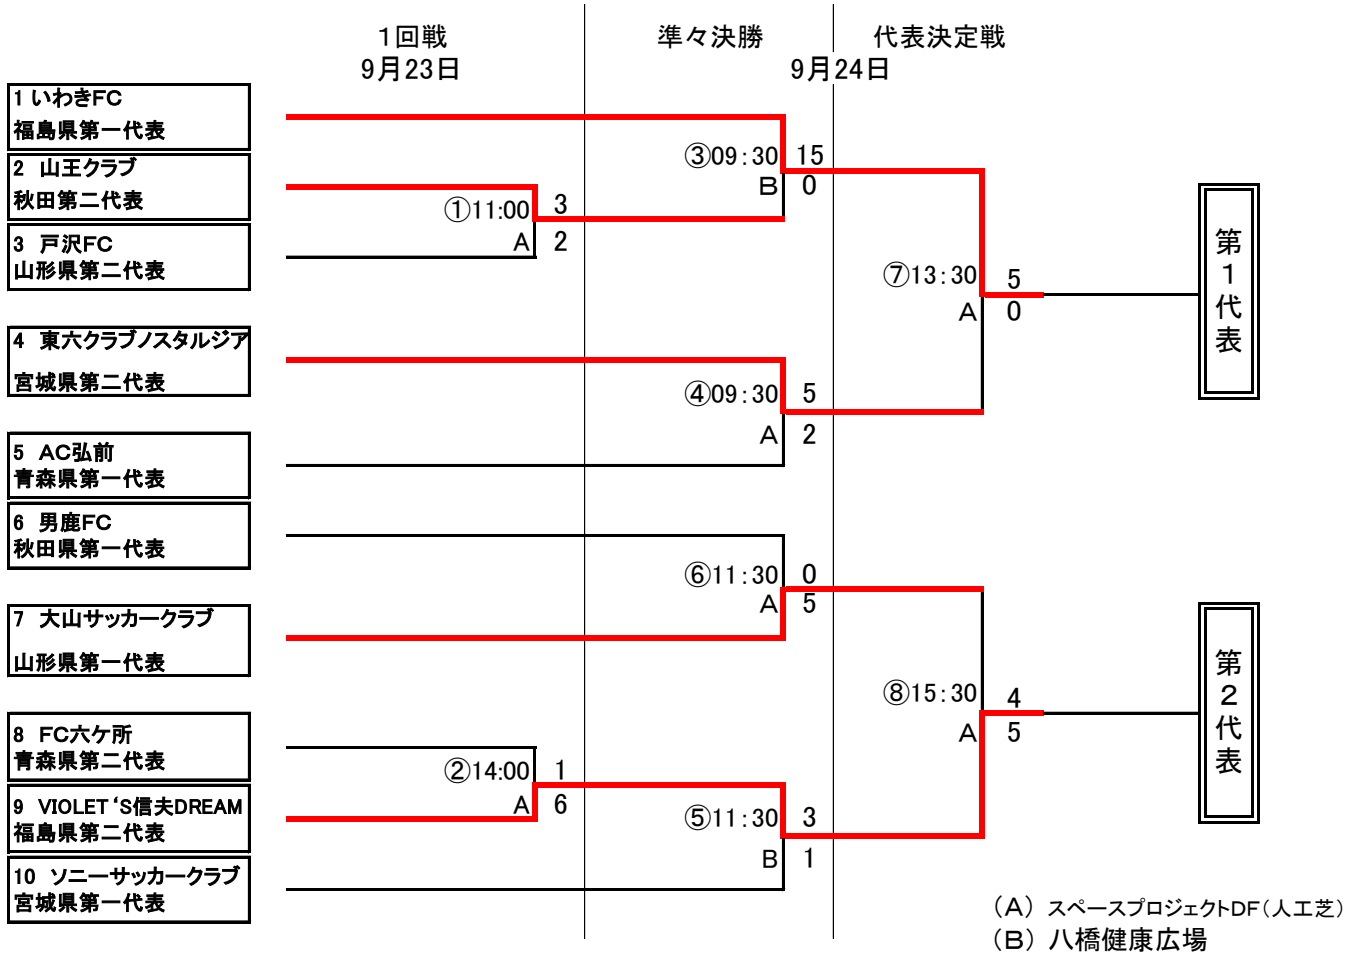 １回戦
準々決勝
代表決定戦
9月23日
9月24日
1 いわきFC
福島県第一代表
2 山王クラブ
秋田第二代表
3 戸沢FC
山形県第二代表
4 東六クラブノスタルジア
宮城県第二代表
5 AC弘前
青森県第一代表
6 男鹿FC
秋田県第一代表
7 大山サッカークラブ
山形県第一代表
8 FC六ケ所
青森県第二代表
9 VIOLET‘S信夫DREAM
福島県第二代表
10 ソニーサッカークラブ
宮城県第一代表
①11:00 3
A 2
②14:00 1
A 6
③09:30 15
B 0
④09:30 5
A 2
⑥11:30 0
A 5
⑤11:30 3
B 1
⑦13:30 5
A 0
⑧15:30 4
A 5
第１代表
第２代表
（A）スペースプロジェクトDF（人工芝）
（B）八橋健康広場